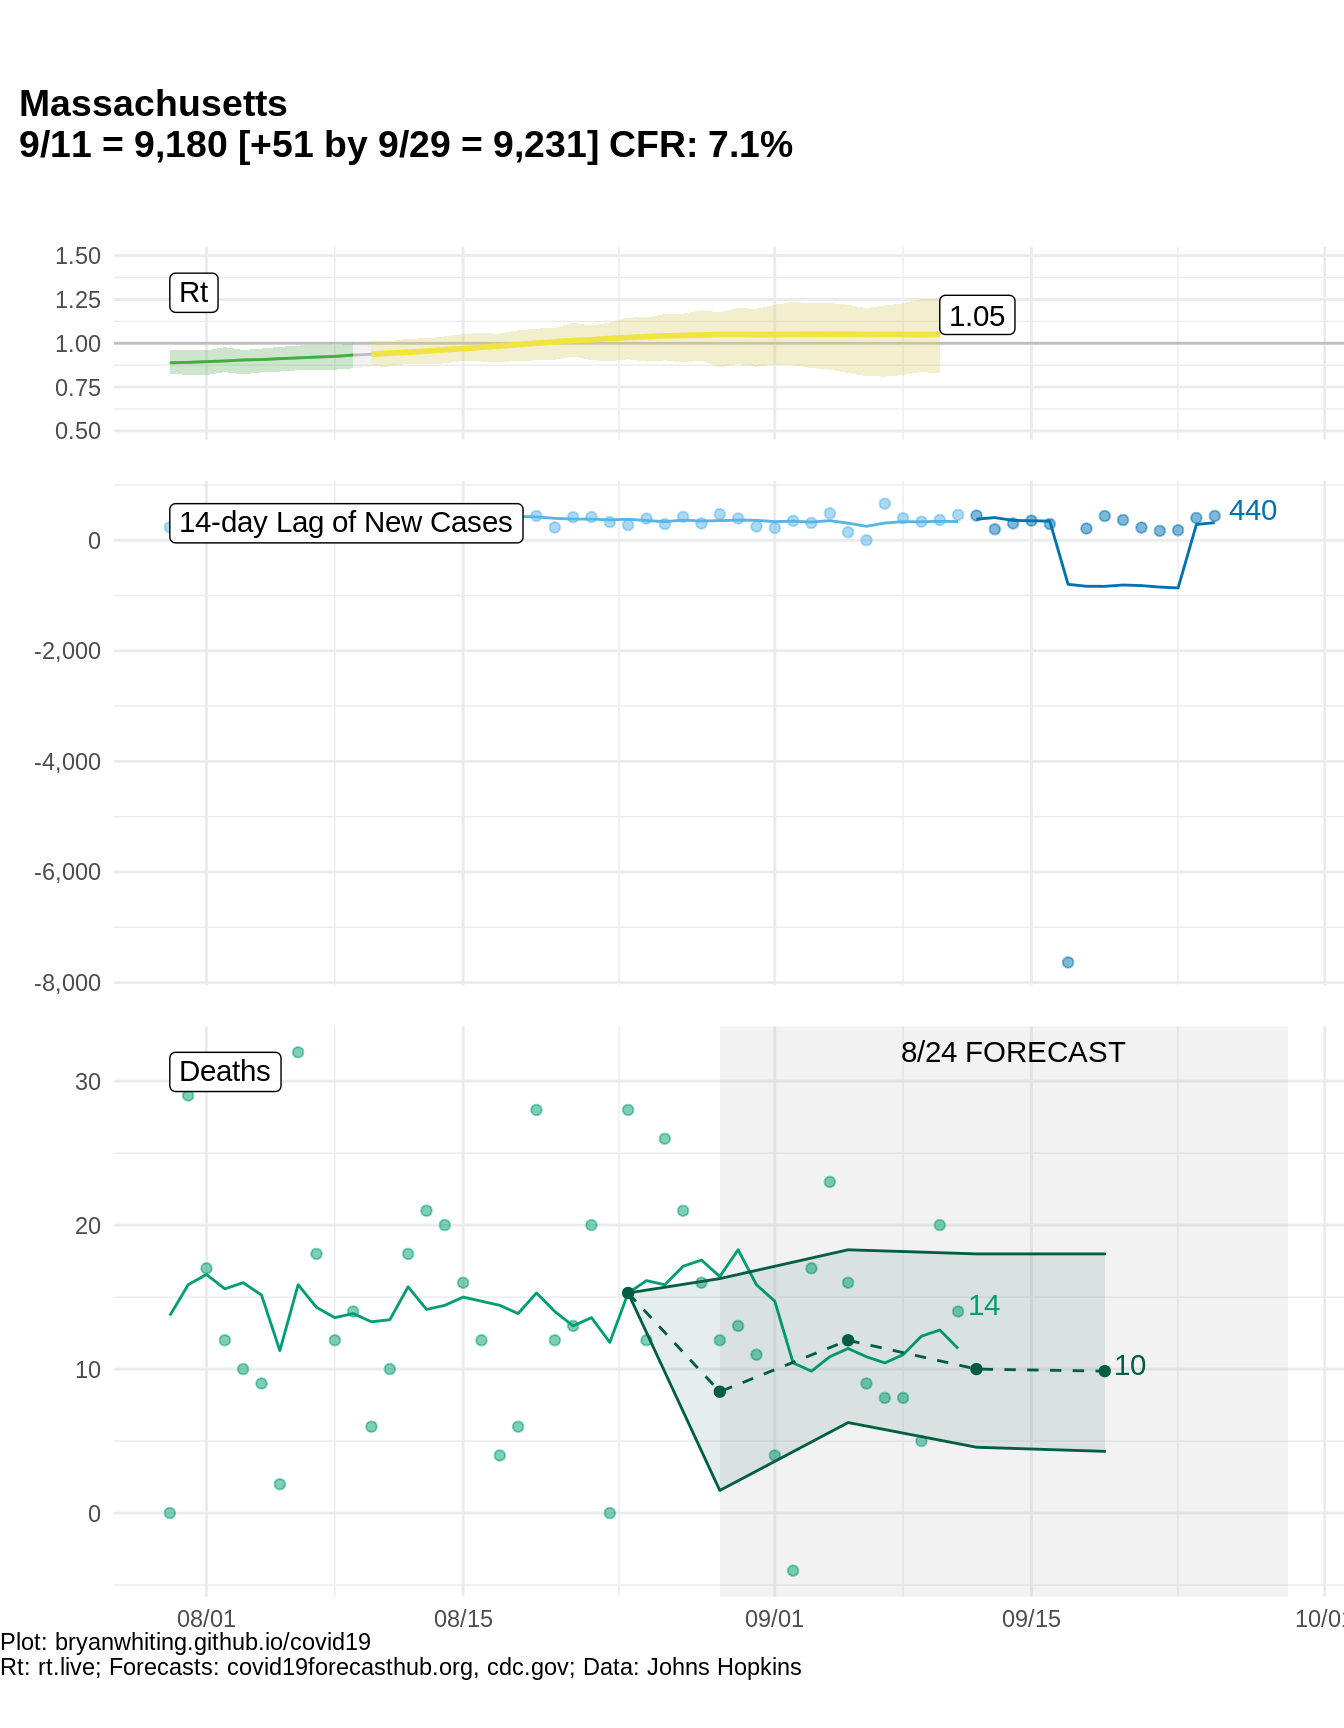 Massachusetts
9/11 = 9,180 [+51 by 9/29 = 9,231] CFR: 7.1%
1.50
Rt
1.25
1.05
1.00
0.75
0.50
14-day Lag of New Cases
440
0
-2,000
-4,000
-6,000
-8,000
8/24 FORECAST
Deaths
30
20
14
10
10
0
08/01 08/15 09/01 09/15
Plot: bryanwhiting.github.io/covid19
Rt: rt.live; Forecasts: covid19forecasthub.org, cdc.gov; Data: Johns Hopkins